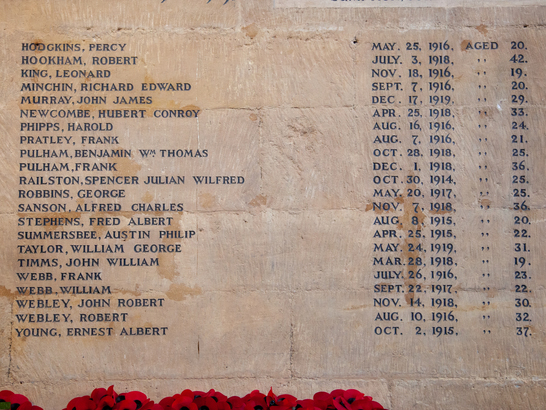 HODGKINS, PERCY MAY. 25, 1916, AGED 20.
HOOKHAM, ROBERT JULY. 3, 1918, " 42.
KING, LEONARD NOV. 18, 1916, " 19.
MINCHIN, RICHARD EDWARD SEPT. 7, 1916, " 20.
MURRAY, JOHN JAMES DEC. 17, 1919, " 29.
NEWCOMBE, HUBERT CONROY APR. 25, 1918, " 33.
PHIPPS, HAROLD AUG. 16, 1916, " 24.
PRATLEY, FRANK AUG. 7, 1916, " 21.
PULHAM, BENJAMIN Wᴹ THOMAS OCT. 28, 1918, " 25.
PULHAM, FRANK DEC. 1, 1918, " 36.
RAILSTON, SPENCER JULIAN WILFRED OCT. 30, 1914, " 25.
ROBBINS, GEORGE MAY. 20, 1917, " 25.
SANSON, ALFRED CHARLES NOV. 7, 1918, " 36.
STEPHENS, FRED ALBERT AUG. 8, 1915, " 20.
SUMMERSBEE, AUSTIN PHILIP APR. 25, 1915, " 22.
TAYLOR, WILLIAM GEORGE MAY. 24, 1919, " 31.
TIMMS, JOHN WILLIAM MAR. 28, 1918, " 19.
WEBB, FRANK JULY. 26, 1916, " 23.
WEBB, WILLIAM SEPT. 22, 1917, " 22.
WEBLEY, JOHN ROBERT NOV. 14, 1918, " 30.
WEBLEY, ROBERT AUG. 10, 1916, " 32.
YOUNG, ERNEST ALBERT OCT. 2, 1915, " 37.